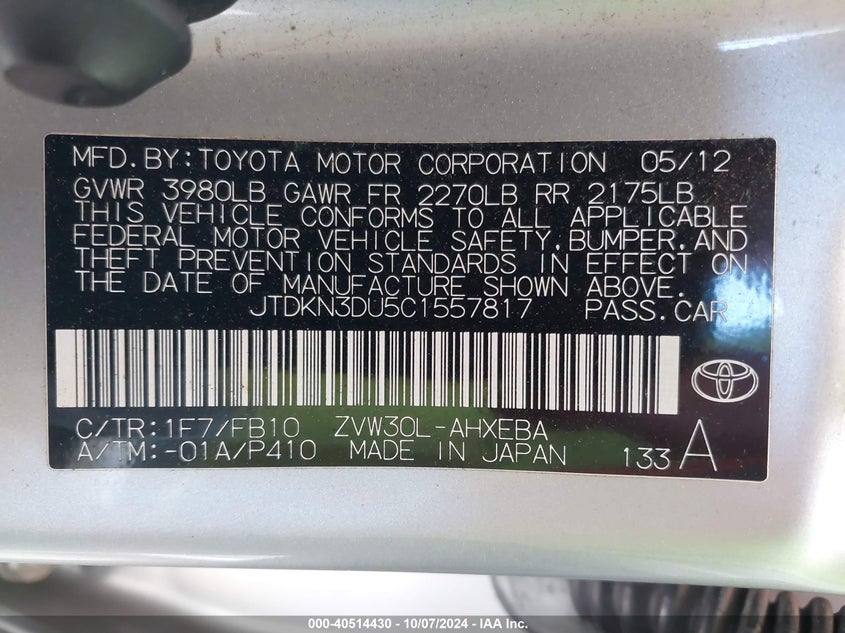 MFD.BY:TOYOTA MOTOR CORPORATION 05/12
GVWR 3980LB GAWR FR 2270LB RR 2175LB
THIS VEHICLE CONFORMS TO ALL APPLICABLE
FEDERAL MOTOR VEHICLE SAFETY,BUMPER,AND
THEFT PREVENTION STANDARDS IN EFFECT ON
THE DATE OF MANUFACTURE SHOWN ABOVE.
JTDKN3DU5C1557817 PASS.CAR
C/TR:1F7/FB10 ZVW30L-AHXEBA
A/TM:-01A/P410 MADE IN JAPAN 133 A
000-40514430 - 10/07/2024 - IAA Inc.